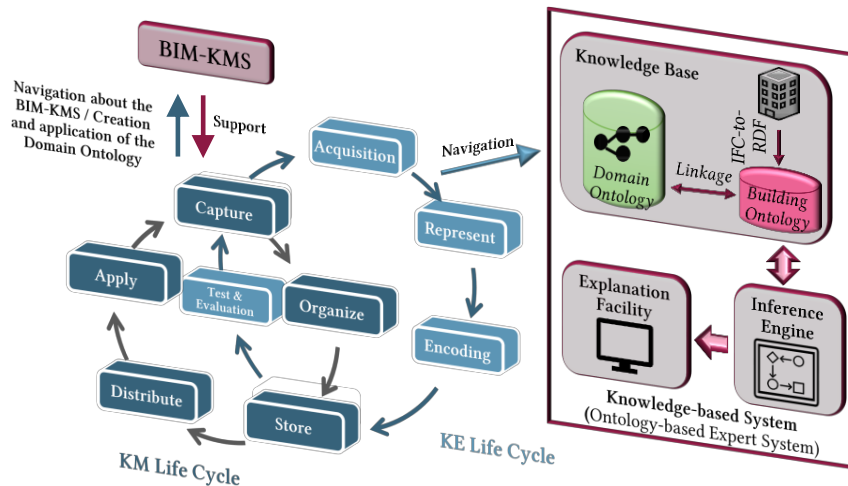 BIM-KMS
Navigation about the
BIM-KMS / Creation
and application of the
Domain Ontology
Support
Acquisition
Navigation
Capture
Represent
Apply
Test &
Evaluation
Organize
Encoding
Distribute
Store
KM Life Cycle
KE Life Cycle
Knowledge Base
IFC-to-
RDF
Domain
Ontology
Linkage
Building
Ontology
Explanation
Facility
Inference
Engine
Knowledge-based System
(Ontology-based Expert System)